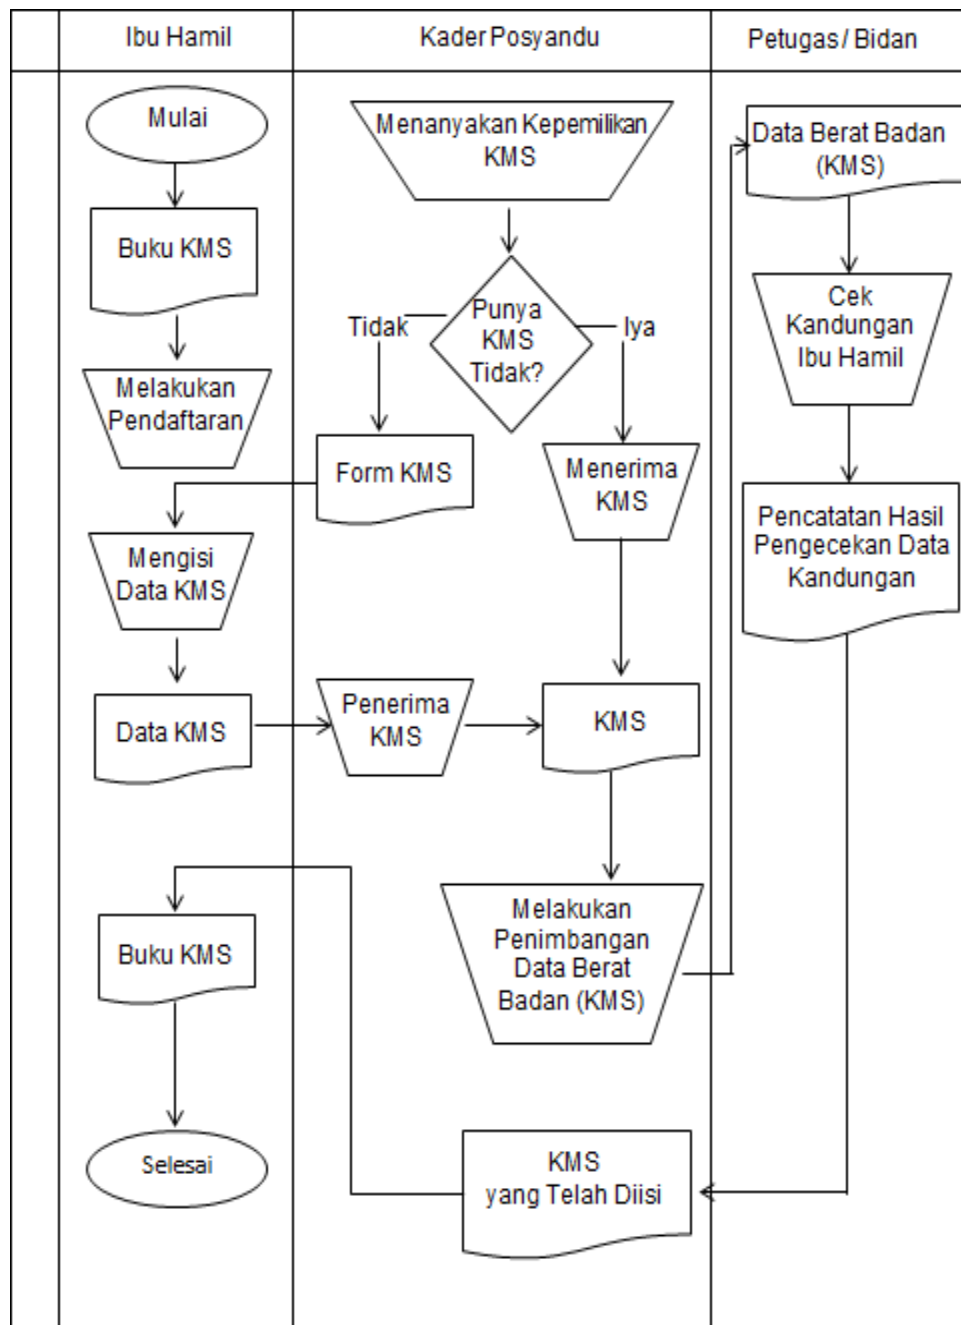 Ibu Hamil
Kader Posyandu
Petugas / Bidan
Mulai
Buku KMS
Melakukan
Pendaftaran
Mengisi
Data KMS
Data KMS
Buku KMS
Selesai
Menanyakan Kepemilikan
KMS
Punya
KMS
Tidak?
Tidak
Iya
Form KMS
Menerima
KMS
Penerima
KMS
KMS
Melakukan
Penimbangan
Data Berat
Badan (KMS)
KMS
yang Telah Diisi
Data Berat Badan
(KMS)
Cek
Kandungan
Ibu Hamil
Pencatatan Hasil
Pengecekan Data
Kandungan